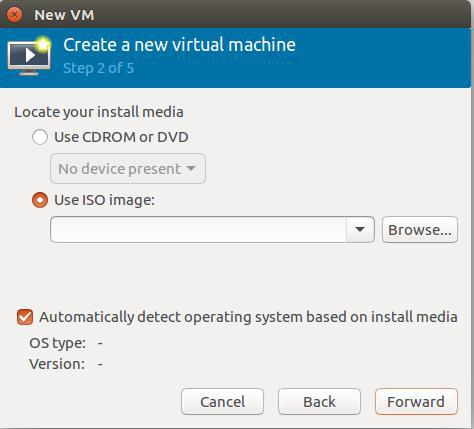 New VM
Create a new virtual machine
Step 2 of 5
Locate your install media
Use CDROM or DVD
No device present
Use ISO image:
Browse...
Automatically detect operating system based on install media
OS type: -
Version: -
Cancel Back Forward